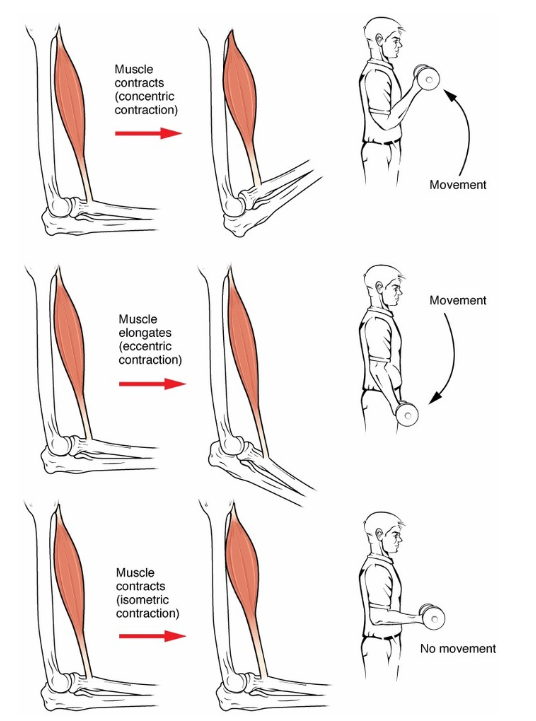 Muscle
contracts
(concentric
contraction)
Movement
Muscle
elongates
(eccentric
contraction)
Movement
Muscle
contracts
(isometric
contraction)
No movement